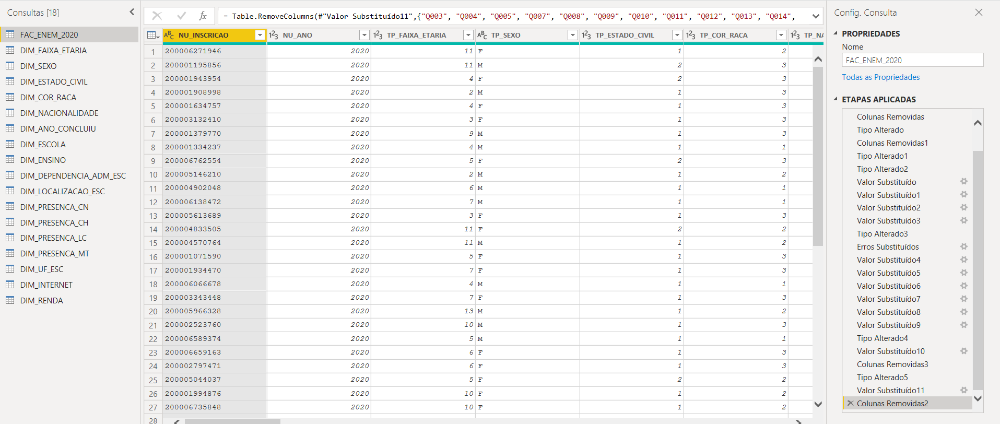 Consultas [18]
FAC_ENEM_2020
DIM_FAIXA_ETARIA
DIM_SEXO
DIM_ESTADO_CIVIL
DIM_COR_RACA
DIM_NACIONALIDADE
DIM_ANO_CONCLUIU
DIM_ESCOLA
DIM_ENSINO
DIM_DEPENDENCIA_ADM_ESC
DIM_LOCALIZACAO_ESC
DIM_PRESENCA_CN
DIM_PRESENCA_CH
DIM_PRESENCA_LC
DIM_PRESENCA_MT
DIM_UF_ESC
DIM_INTERNET
DIM_RENDA
fx = Table.RemoveColumns(#"Valor Substituído11",{"Q003", "Q004", "Q005", "Q007", "Q008", "Q009", "Q010", "Q011", "Q012", "Q013", "Q014",
ABC NU_INSCRICAO 123 NU_ANO 123 TP_FAIXA_ETARIA ABC TP_SEXO 123 TP_ESTADO_CIVIL 123 TP_COR_RACA 123 TP_NA
1 200006271946 2020 11 F 1 2
2 200001195856 2020 11 M 2 3
3 200001943954 2020 4 F 2 3
4 200001908998 2020 2 M 1 3
5 200001634757 2020 4 F 1 3
6 200003132410 2020 3 F 1 3
7 200001379770 2020 9 M 1 3
8 200001334237 2020 4 M 1 1
9 200006762554 2020 5 F 2 3
10 200005146210 2020 2 M 1 2
11 200004902048 2020 6 M 1 1
12 200006138472 2020 7 M 1 1
13 200005613689 2020 3 F 1 3
14 200004833505 2020 11 F 2 2
15 200004570764 2020 11 M 1 2
16 200001071590 2020 5 F 1 3
17 200001934470 2020 7 F 1 3
18 200006066678 2020 4 M 1 1
19 200003343448 2020 7 F 1 3
20 200005966328 2020 13 M 1 2
21 200002523760 2020 10 M 1 3
22 200006589374 2020 5 M 1 1
23 200006659163 2020 6 F 1 3
24 200002797471 2020 6 F 1 3
25 200005044037 2020 5 F 2 2
26 200001994876 2020 10 F 1 2
27 200006735848 2020 10 F 1 2
28
Config. Consulta
PROPRIEDADES
Nome
FAC_ENEM_2020
Todas as Propriedades
ETAPAS APLICADAS
Colunas Removidas
Tipo Alterado
Colunas Removidas1
Tipo Alterado1
Tipo Alterado2
Valor Substituído
Valor Substituído1
Valor Substituído2
Valor Substituído3
Tipo Alterado3
Erros Substituídos
Valor Substituído4
Valor Substituído5
Valor Substituído6
Valor Substituído7
Valor Substituído8
Valor Substituído9
Tipo Alterado4
Valor Substituído10
Colunas Removidas3
Tipo Alterado5
Valor Substituído11
Colunas Removidas2